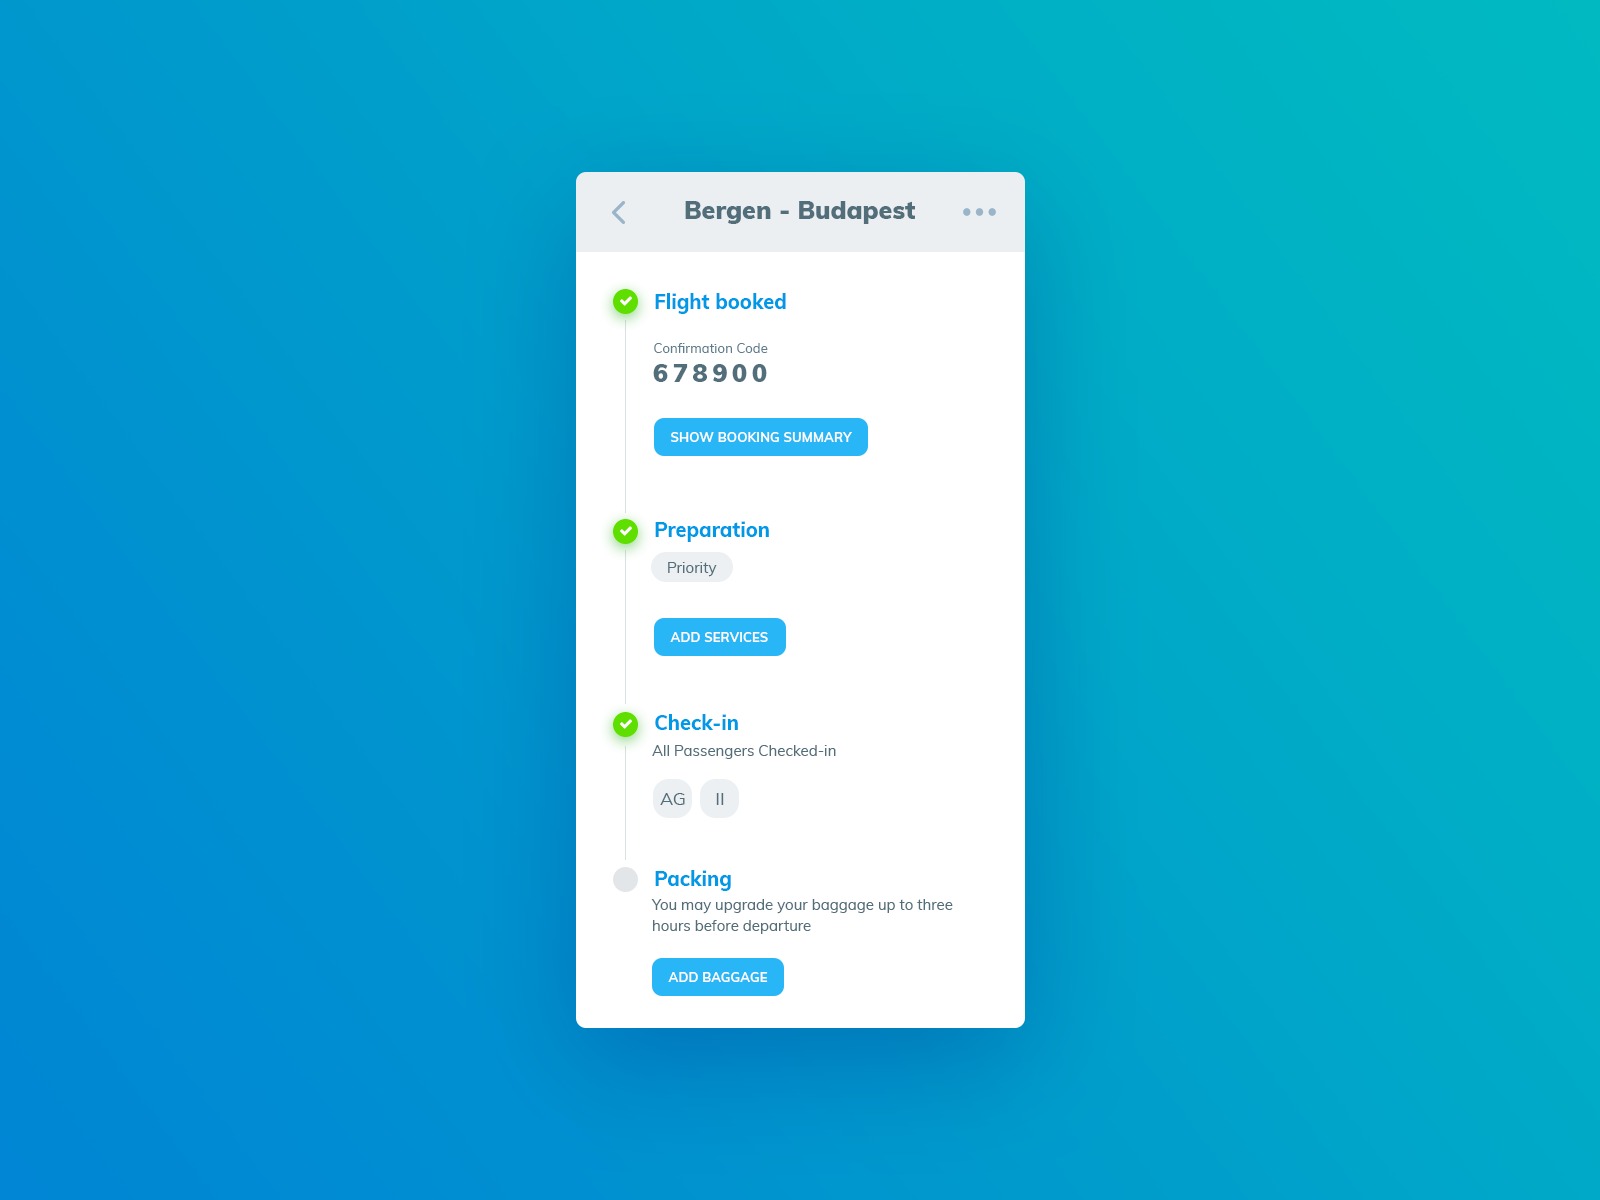 Bergen - Budapest
Flight booked
Confirmation Code
678900
SHOW BOOKING SUMMARY
Preparation
Priority
ADD SERVICES
Check-in
All Passengers Checked-in
AG II
Packing
You may upgrade your baggage up to three
hours before departure
ADD BAGGAGE